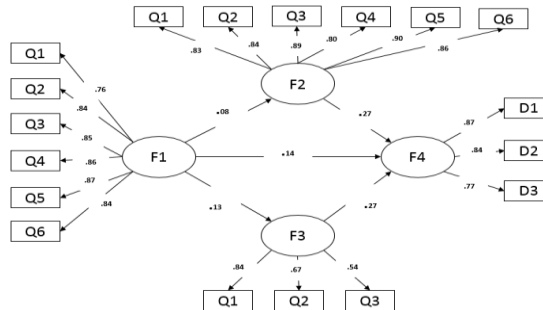 Q1 Q2 Q3 Q4 Q5 Q6
.83 .84 .89 .80 .90 .86
Q1
Q2
Q3
Q4
Q5
Q6
.76
.84
.85
.86
.87
.84
F2
.08
.27
F1
.14
F4
.13
.27
F3
.87
.84
.77
D1
D2
D3
.84 .67 .54
Q1 Q2 Q3